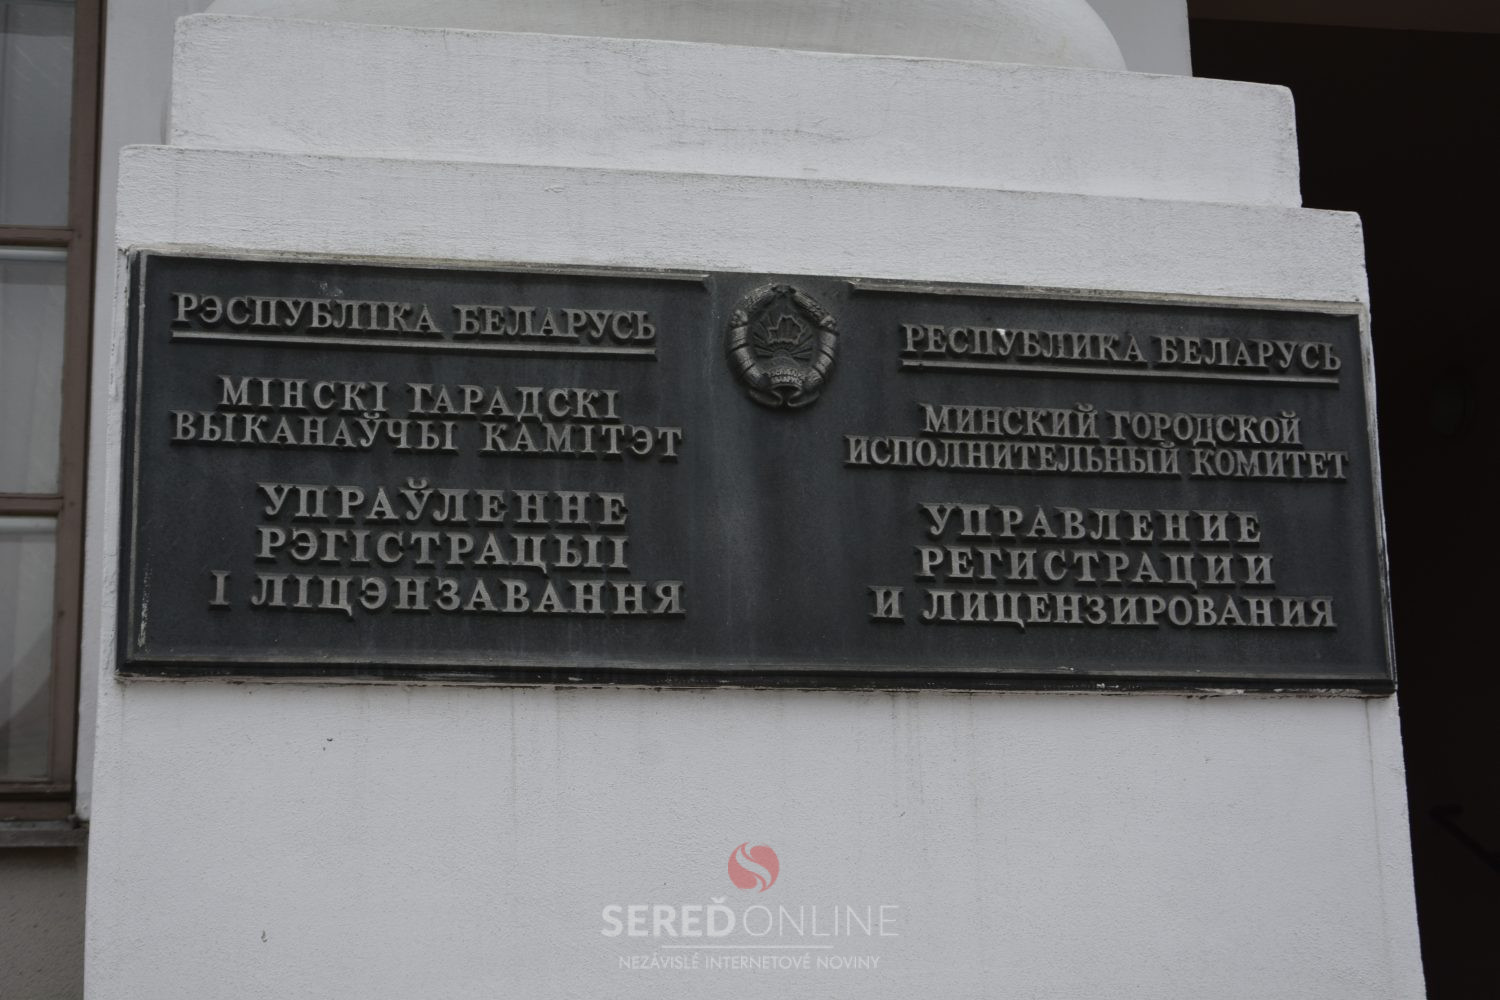 РЭСПУБЛІКА БЕЛАРУСЬ
МІНСКІ ГАРАДСКІ
ВЫКАНАЎЧЫ КАМІТЭТ
УПРАЎЛЕННЕ
РЭГІСТРАЦЫІ
І ЛІЦЭНЗАВАННЯ
РЕСПУБЛИКА БЕЛАРУСЬ
МИНСКИЙ ГОРОДСКОЙ
ИСПОЛНИТЕЛЬНЫЙ КОМИТЕТ
УПРАВЛЕНИЕ
РЕГИСТРАЦИИ
И ЛИЦЕНЗИРОВАНИЯ
SEREĎONLINE
NEZÁVISLÉ INTERNETOVÉ NOVINY